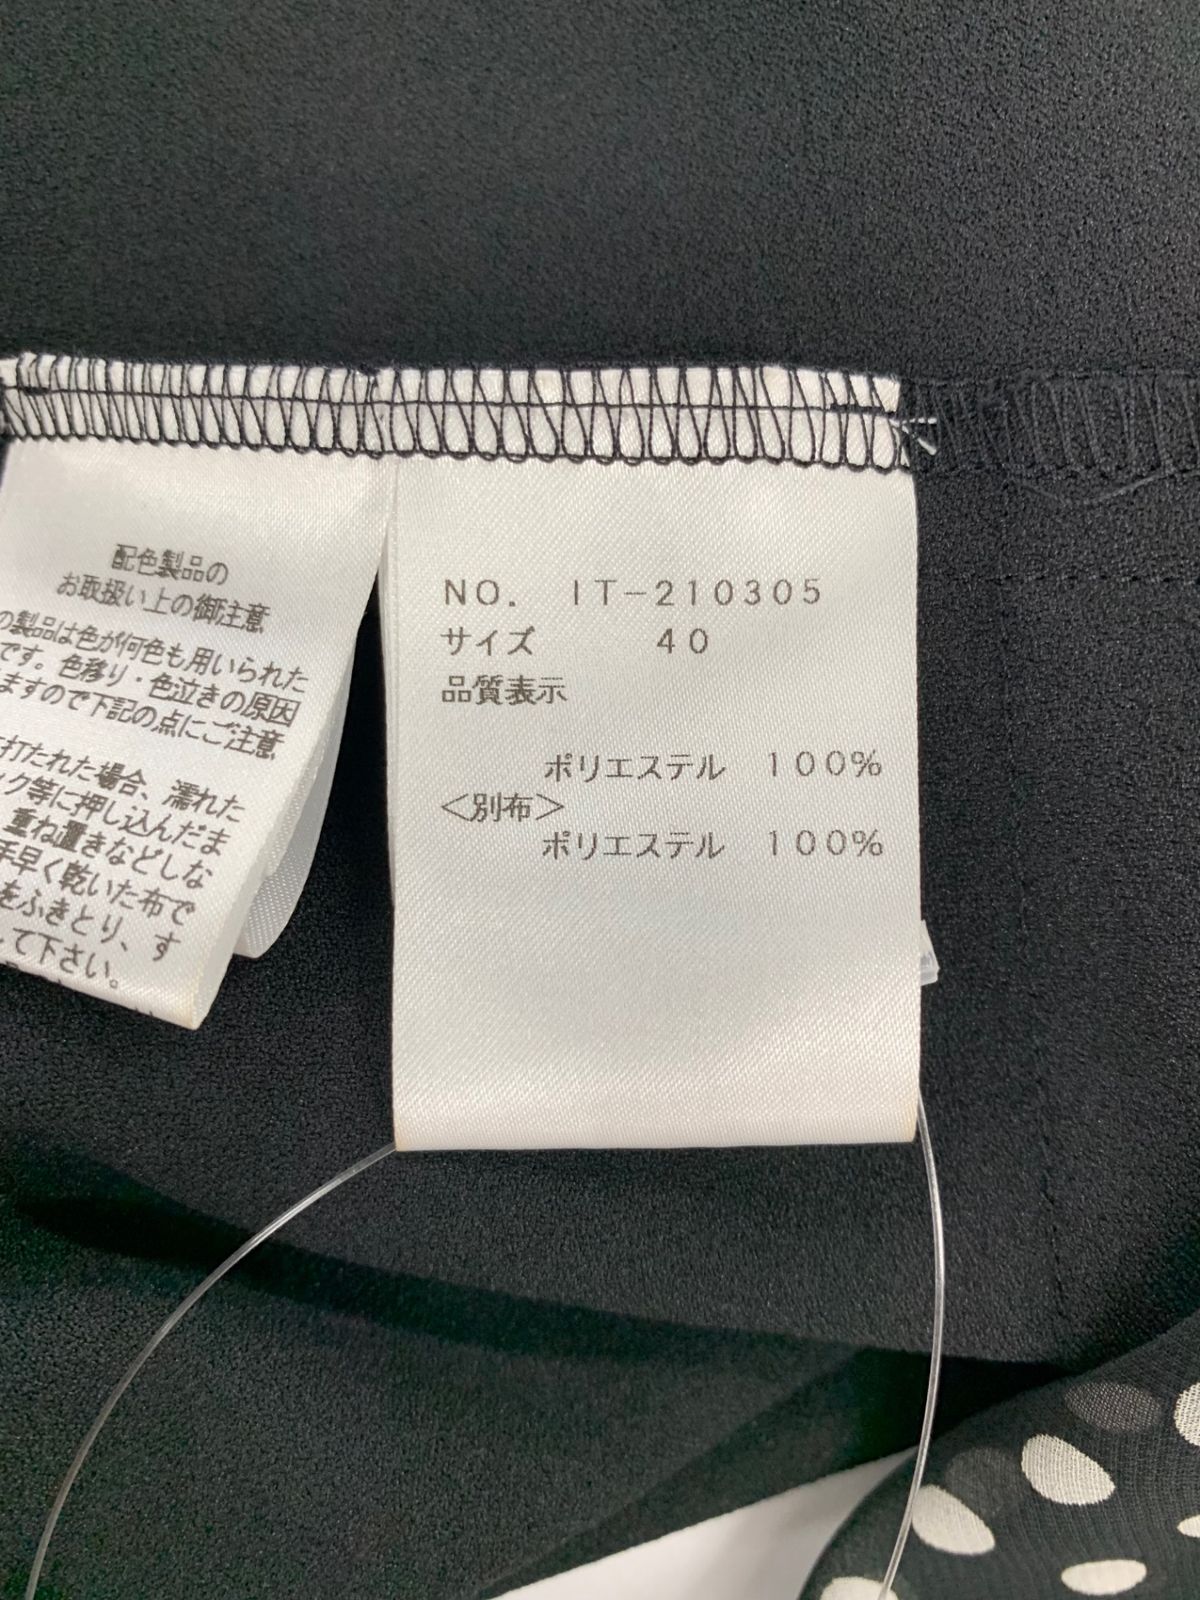 配色製品の
お取扱い上の御注意
の製品は色が何色も用いられた
です。色移り・色泣きの原因
ますので下記の点にご注意
打たれた場合、濡れた
ク等に押し込んだま
重ね置きなどしな
手早く乾いた布で
をふきとり、す
して下さい。
NO. IT-210305
サイズ 40
品質表示
ポリエステル 100%
<別布>
ポリエステル 100%